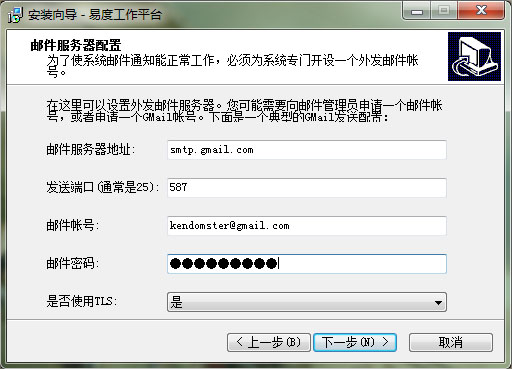 安装向导 - 易度工作平台
邮件服务器配置
为了使系统邮件通知能正常工作，必须为系统专门开设一个外发邮件帐
号。
在这里可以设置外发邮件服务器。您可能需要向邮件管理员申请一个邮件帐
号，或者申请一个GMail帐号。下面是一个典型的GMail发送配置：
邮件服务器地址: smtp.gmail.com
发送端口(通常是25): 587
邮件帐号: kendomster@gmail.com
邮件密码: ●●●●●●●●●
是否使用TLS: 是
< 上一步(B) 下一步(N) > 取消